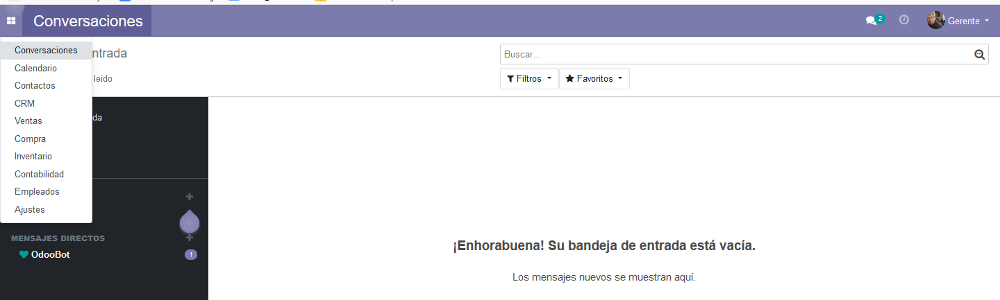 Conversaciones
2
Gerente
Conversaciones
Calendario
Contactos
CRM
Ventas
Compra
Inventario
Contabilidad
Empleados
Ajustes
ntrada
leido
Buscar...
Filtros
Favoritos
da
MENSAJES DIRECTOS
OdooBot
1
¡Enhorabuena! Su bandeja de entrada está vacía.
Los mensajes nuevos se muestran aquí.